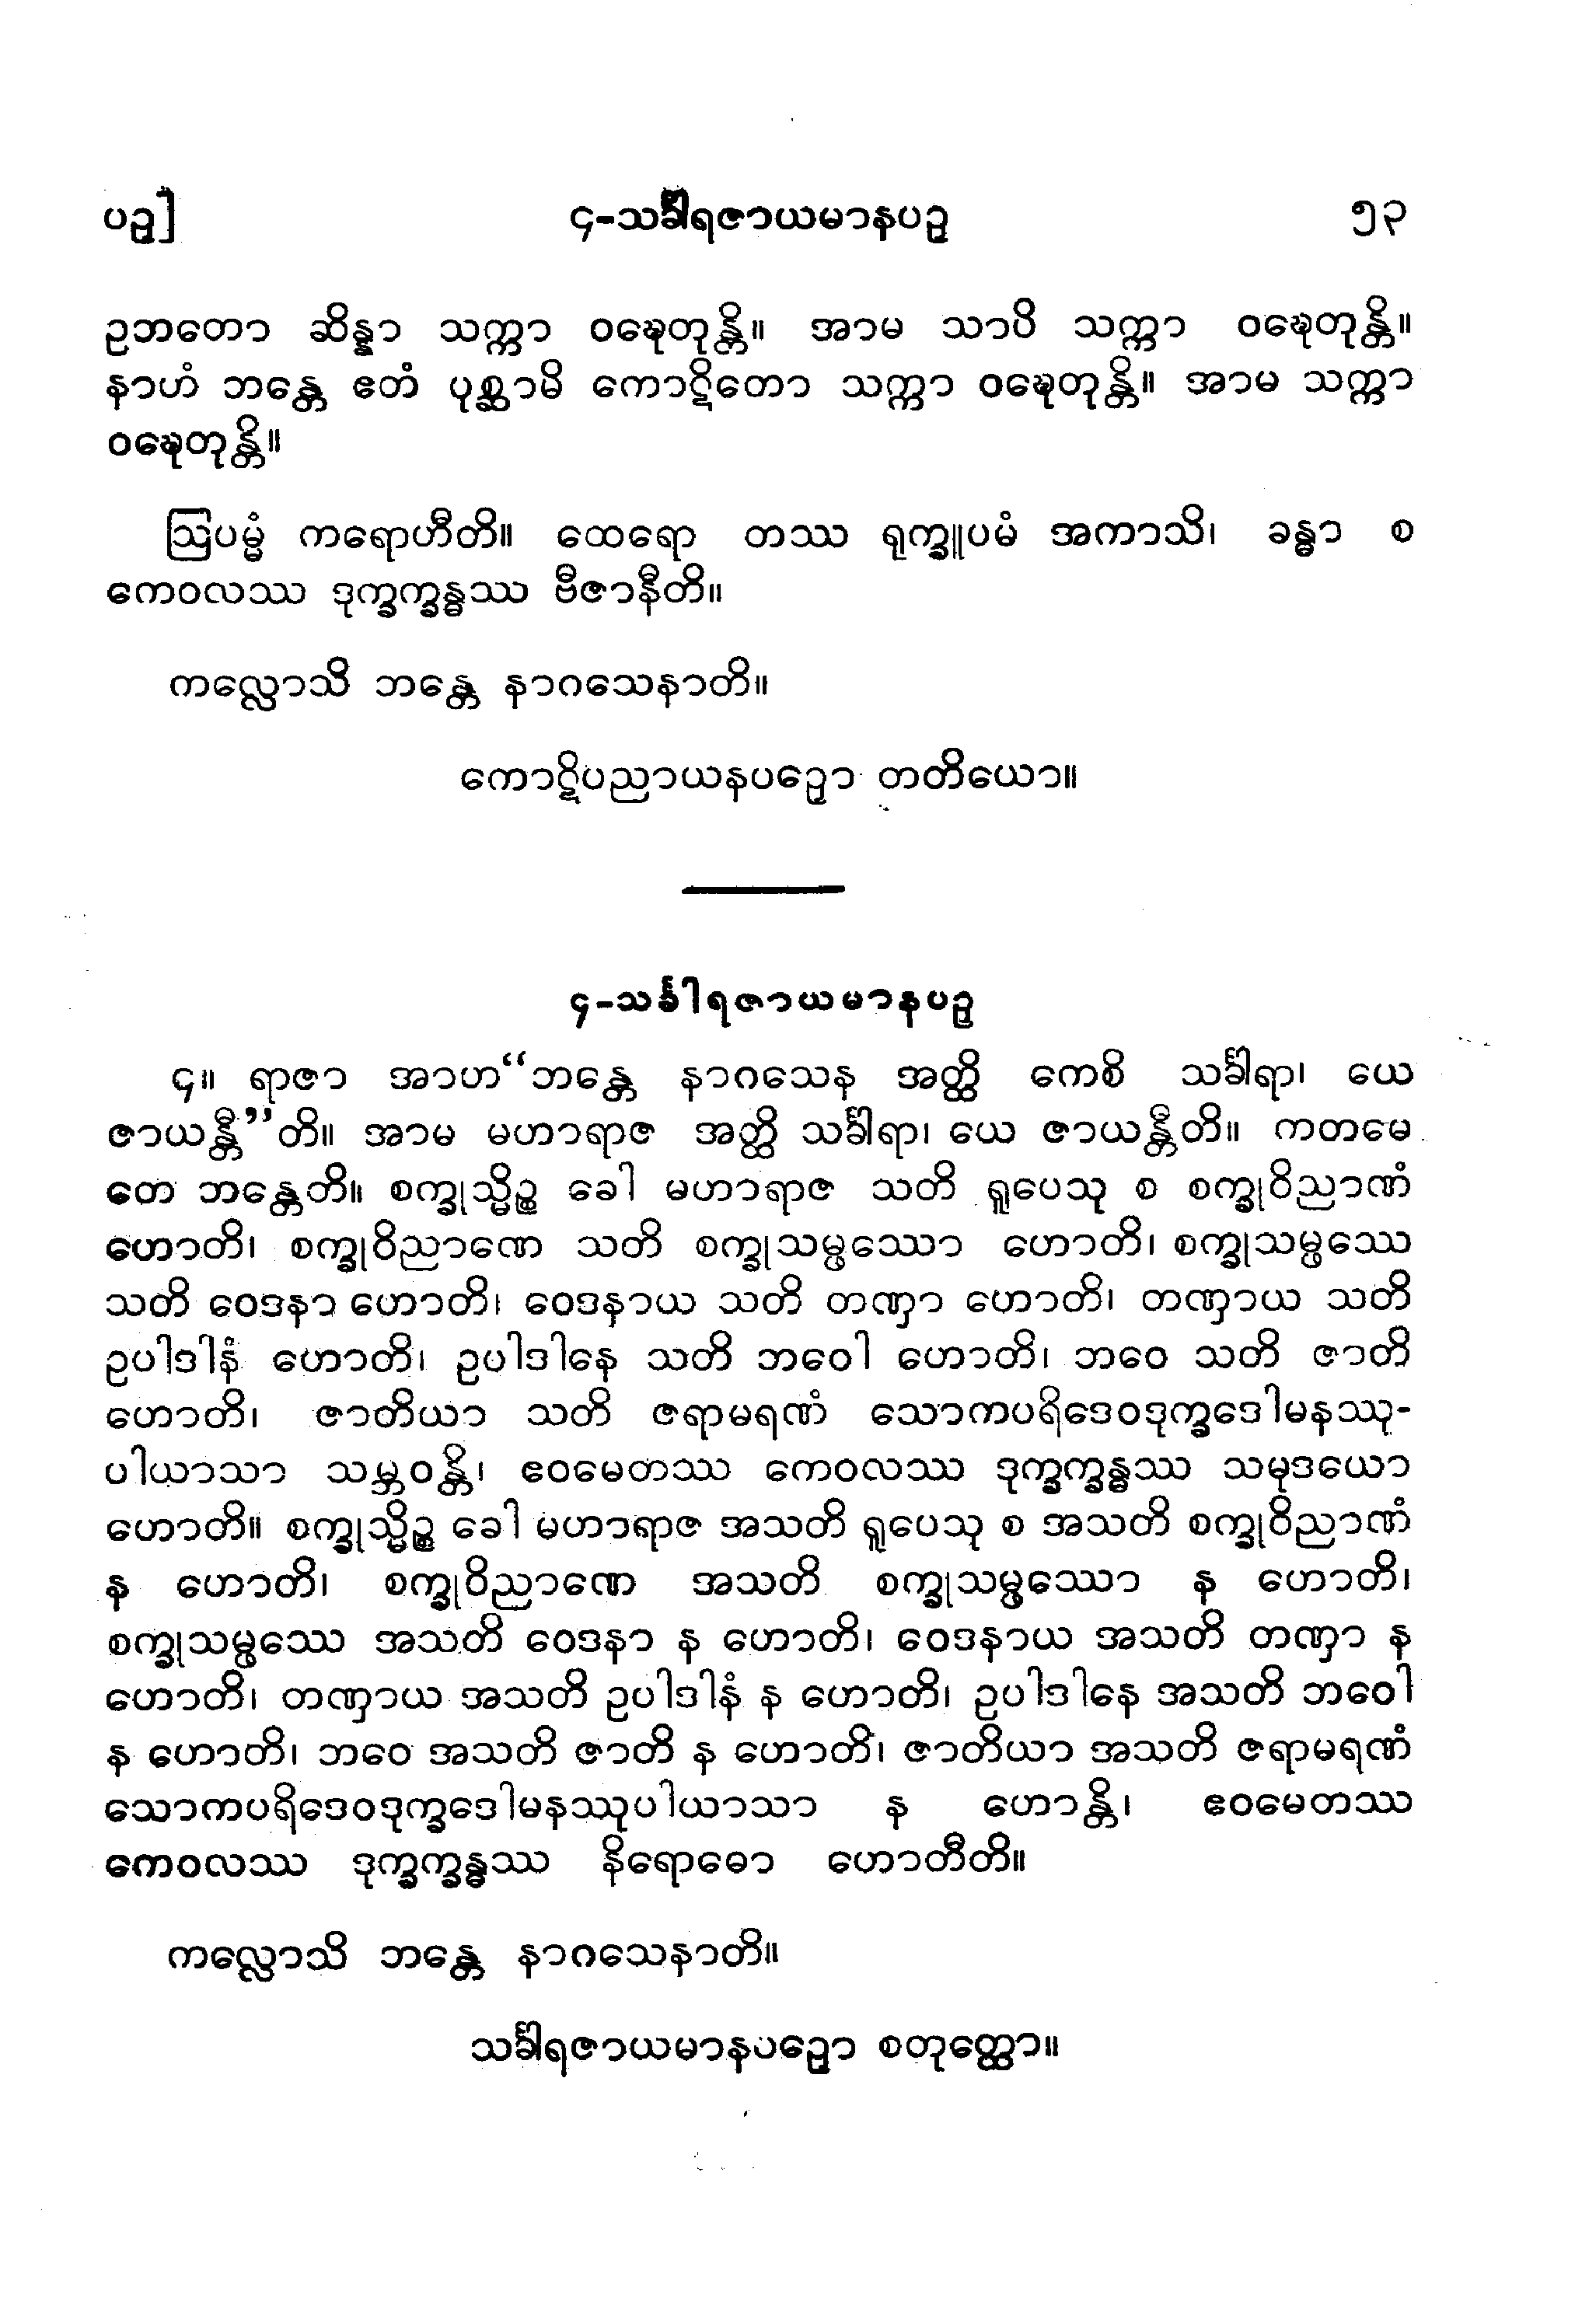 ပဥှ]
၄-သင်္ခါရဇာယမာနပဥှ
၅၃
ဥဘတော ဆိန္နာ သက္ကာ ဝဍ္ဎေတုန္တိ။ အာမ သာပိ သက္ကာ ဝဍ္ဎေတုန္တိ။
နာဟံ ဘန္တေ ဧတံ ပုစ္ဆာမိ ကောဋိတော သက္ကာ ဝဍ္ဎေတုန္တိ။ အာမ သက္ကာ
ဝဍ္ဎေတုန္တိ။
ဩပမ္မံ ကရောဟီတိ။ ထေရော တဿ ရုက္ခူပမံ အကာသိ၊ ခန္ဓာ စ
ကေဝလဿ ဒုက္ခက္ခန္ဓဿ ဗီဇာနီတိ။
ကလ္လောသိ ဘန္တေ နာဂသေနာတိ။
ကောဋိပညာယနပဥှော တတိယော။
၄-သင်္ခါရဇာယမာနပဥှ
၄။ ရာဇာ အာဟ“ဘန္တေ နာဂသေန အတ္ထိ ကေစိ သင်္ခါရာ၊ ယေ
ဇာယန္တီ”တိ။ အာမ မဟာရာဇ အတ္ထိ သင်္ခါရာ၊ ယေ ဇာယန္တီတိ။ ကတမေ
တေ ဘန္တေတိ။ စက္ခုသ္မိဉ္စ ခေါ မဟာရာဇ သတိ ရူပေသု စ စက္ခုဝိညာဏံ
ဟောတိ၊ စက္ခုဝိညာဏေ သတိ စက္ခုသမ္ဖဿော ဟောတိ၊ စက္ခုသမ္ဖဿေ
သတိ ဝေဒနာ ဟောတိ၊ ဝေဒနာယ သတိ တဏှာ ဟောတိ၊ တဏှာယ သတိ
ဥပါဒါနံ ဟောတိ၊ ဥပါဒါနေ သတိ ဘဝေါ ဟောတိ၊ ဘဝေ သတိ ဇာတိ
ဟောတိ၊ ဇာတိယာ သတိ ဇရာမရဏံ သောကပရိဒေဝဒုက္ခဒေါမနဿု-
ပါယာသာ သမ္ဘဝန္တိ၊ ဧဝမေတဿ ကေဝလဿ ဒုက္ခက္ခန္ဓဿ သမုဒယော
ဟောတိ။ စက္ခုသ္မိဉ္စ ခေါ မဟာရာဇ အသတိ ရူပေသု စ အသတိ စက္ခုဝိညာဏံ
န ဟောတိ၊ စက္ခုဝိညာဏေ အသတိ စက္ခုသမ္ဖဿော န ဟောတိ၊
စက္ခုသမ္ဖဿေ အသတိ ဝေဒနာ န ဟောတိ၊ ဝေဒနာယ အသတိ တဏှာ န
ဟောတိ၊ တဏှာယ အသတိ ဥပါဒါနံ န ဟောတိ၊ ဥပါဒါနေ အသတိ ဘဝေါ
န ဟောတိ၊ ဘဝေ အသတိ ဇာတိ န ဟောတိ၊ ဇာတိယာ အသတိ ဇရာမရဏံ
သောကပရိဒေဝဒုက္ခဒေါမနဿုပါယာသာ န ဟောန္တိ၊ ဧဝမေတဿ
ကေဝလဿ ဒုက္ခက္ခန္ဓဿ နိရောဓော ဟောတီတိ။
ကလ္လောသိ ဘန္တေ နာဂသေနာတိ။
သင်္ခါရဇာယမာနပဥှော စတုတ္ထော။